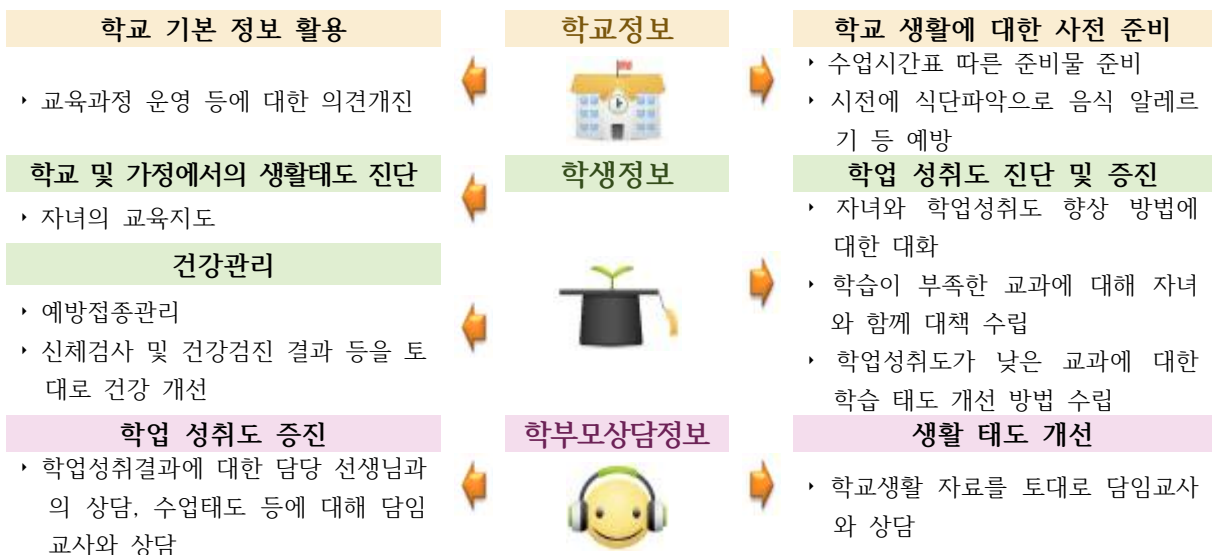 학교 기본 정보 활용
‣ 교육과정 운영 등에 대한 의견개진
학교정보
학교 생활에 대한 사전 준비
‣ 수업시간표 따른 준비물 준비
‣ 시전에 식단파악으로 음식 알레르
기 등 예방
학교 및 가정에서의 생활태도 진단
‣ 자녀의 교육지도
건강관리
‣ 예방접종관리
‣ 신체검사 및 건강검진 결과 등을 토
대로 건강 개선
학생정보
학업 성취도 진단 및 증진
‣ 자녀와 학업성취도 향상 방법에
대한 대화
‣ 학습이 부족한 교과에 대해 자녀
와 함께 대책 수립
‣ 학업성취도가 낮은 교과에 대한
학습 태도 개선 방법 수립
학업 성취도 증진
‣ 학업성취결과에 대한 담당 선생님과
의 상담, 수업태도 등에 대해 담임
교사와 상담
학부모상담정보
생활 태도 개선
‣ 학교생활 자료를 토대로 담임교사
와 상담